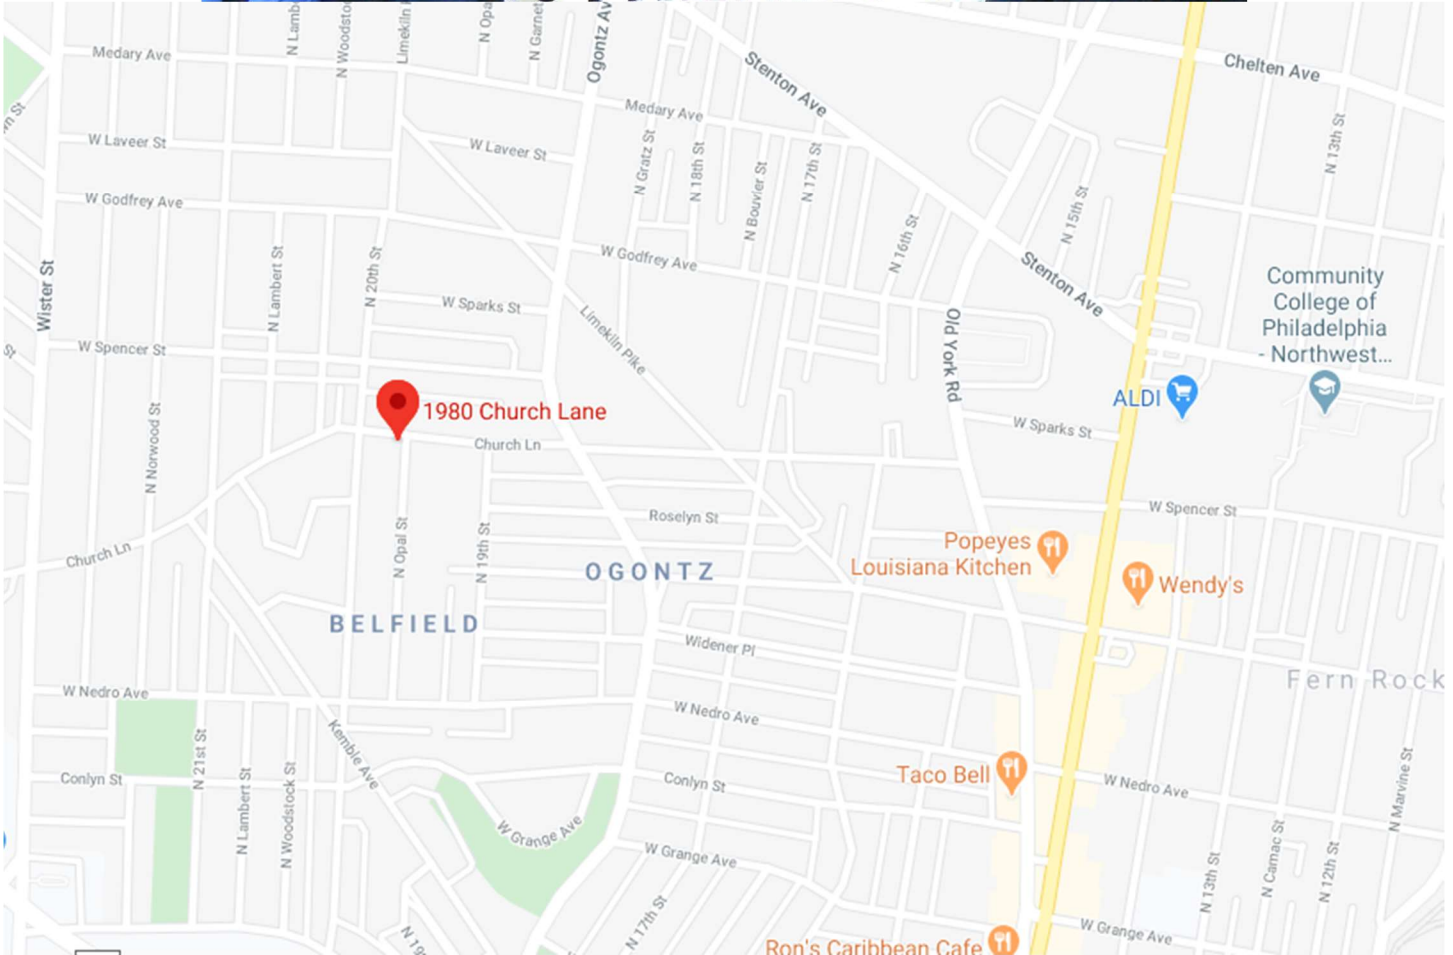 N Opal
N Garnet
Ogontz Av
Limekiln
Medary Ave
Stenton Ave
Chelten Ave
Medary Ave
W Laveer St
W Laveer St
N Gratz St
N 18th St
N Bouvier St
N 17th St
N 13th St
W Godfrey Ave
W Godfrey Ave
N 16th St
N 15th St
Wister St
N Lambert St
N 20th St
W Sparks St
Limekiln Pike
Stenton Ave
Community
College of
Philadelphia
- Northwest...
Old York Rd
W Spencer St
St
ALDI
1980 Church Lane
Church Ln
W Sparks St
N Norwood St
Roselyn St
W Spencer St
Popeyes
Louisiana Kitchen
Wendy's
Church Ln
N Opal St
N 19th St
OGONTZ
BELFIELD
Widener Pl
Fern Rock
W Nedro Ave
W Nedro Ave
Kemble Ave
N 21st St
Conlyn St
Conlyn St
Taco Bell
W Nedro Ave
N Marvine St
N Lambert St
N Woodstock St
W Grange Ave
W Grange Ave
N 13th St
N Camac St
N 12th St
N 17th St
W Grange Ave
Ron's Caribbean Cafe